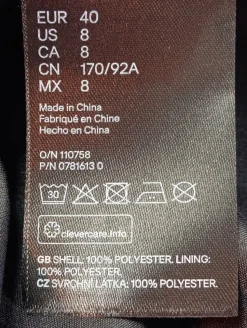 EUR 40
US 8
CA 8
CN 170/92A
MX 8
Made in China
Fabriqué en Chine
Hecho en China
O/N 110758
P/N 0781613 0
30
clevercare.info
GB SHELL: 100% POLYESTER. LINING:
100% POLYESTER.
CZ SVRCHNÍ LÁTKA: 100% POLYESTER.